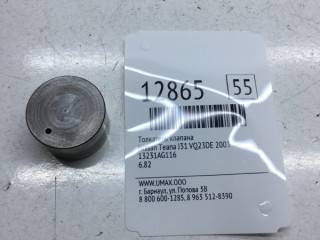 12865 55
Толкатель клапана
Nissan Teana J31 VQ23DE 2003
13231AG116
6.82
WWW.UMAX.OOO
г. Барнаул, ул. Попова 3В
8 800 600-1285, 8 963 512-8390